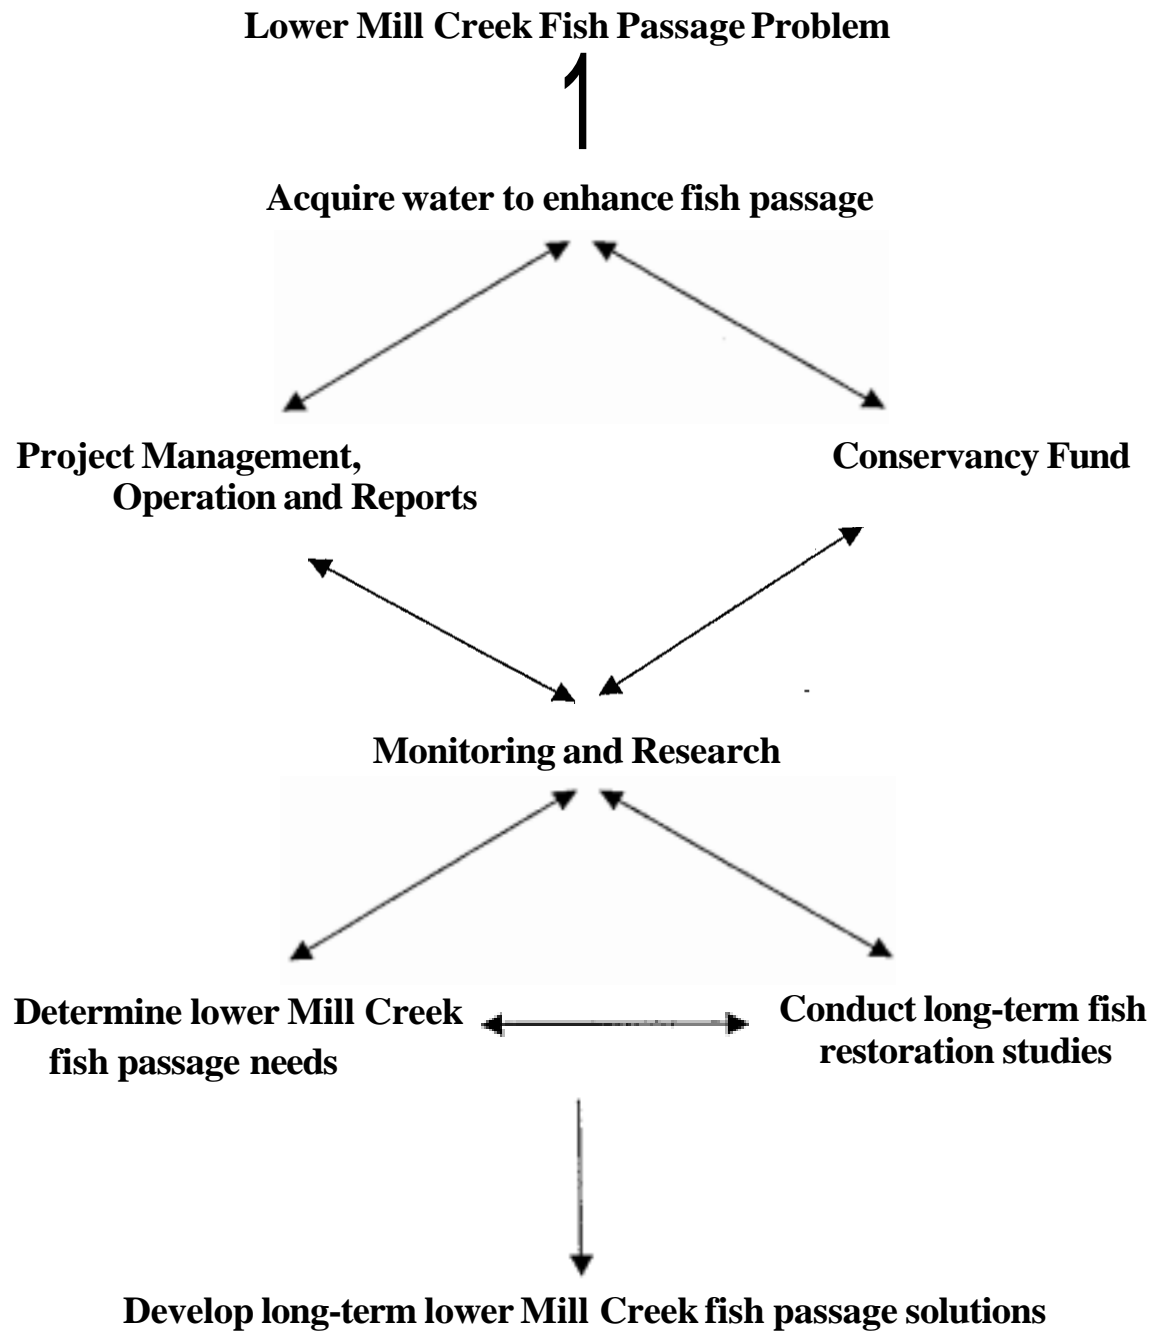 Lower Mill Creek Fish Passage Problem
1
Acquire water to enhance fish passage
Project Management,
Operation and Reports
Conservancy Fund
Monitoring and Research
Determine lower Mill Creek
fish passage needs
Conduct long-term fish
restoration studies
Develop long-term lower Mill Creek fish passage solutions